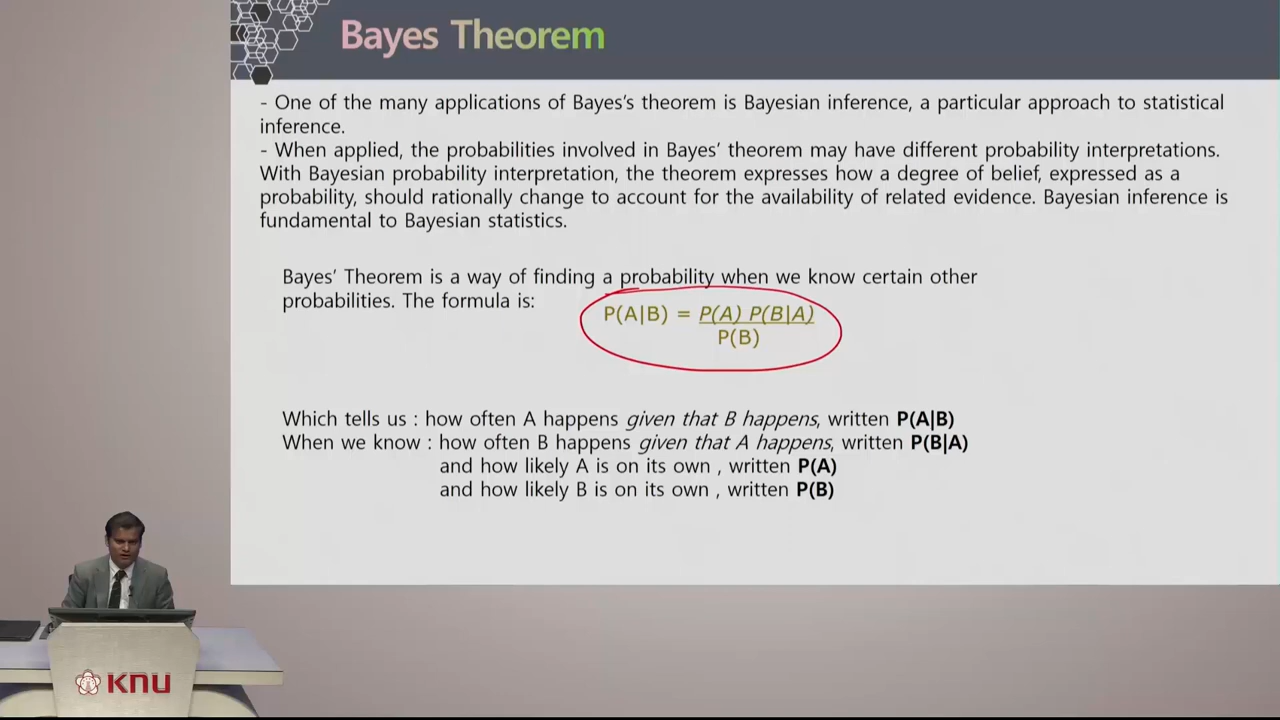 Bayes Theorem
- One of the many applications of Bayes's theorem is Bayesian inference, a particular approach to statistical
inference.
- When applied, the probabilities involved in Bayes' theorem may have different probability interpretations.
With Bayesian probability interpretation, the theorem expresses how a degree of belief, expressed as a
probability, should rationally change to account for the availability of related evidence. Bayesian inference is
fundamental to Bayesian statistics.
Bayes' Theorem is a way of finding a probability when we know certain other
probabilities. The formula is:
P(A|B) = P(A) P(B|A)
P(B)
Which tells us : how often A happens given that B happens, written P(A|B)
When we know : how often B happens given that A happens, written P(B|A)
and how likely A is on its own , written P(A)
and how likely B is on its own , written P(B)
KNU